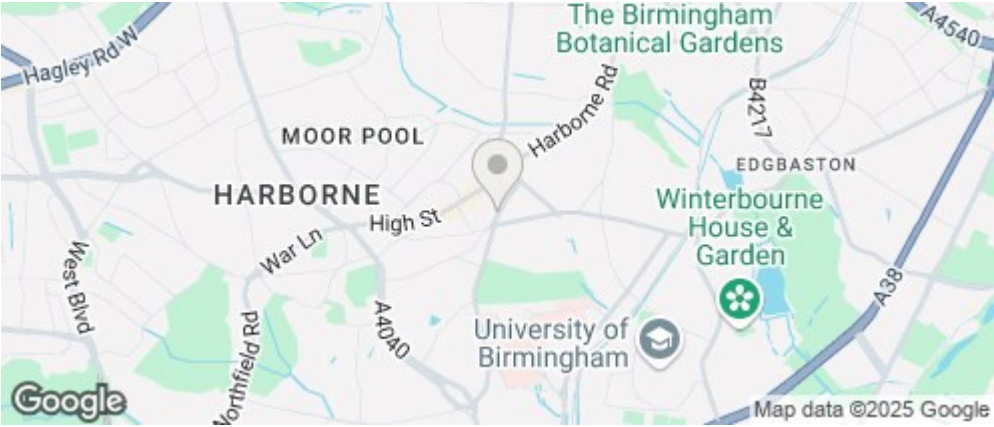 The Birmingham
Botanical Gardens
A4540
Hagley Rd W
B4217
Harborne Rd
MOOR POOL
EDGBASTON
HARBORNE
Winterbourne
House &
Garden
High St
War Ln
West Blvd
A38
A4040
Northfield Rd
University of
Birmingham
Google
Map data ©2025 Google